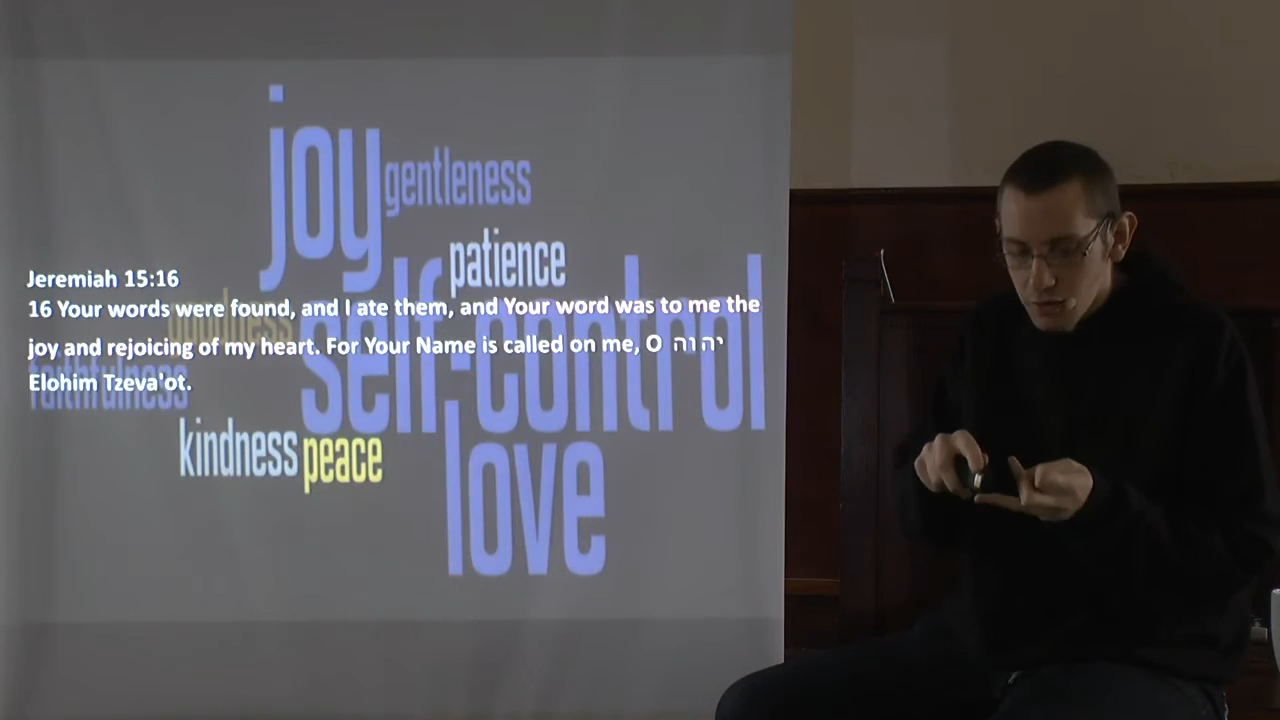 joy
gentleness
patience
Jeremiah 15:16
16 Your words were found, and I ate them, and Your word was to me the
joy and rejoicing of my heart. For Your Name is called on me, O יהוה
Elohim Tzeva'ot.
goodness
self-control
faithfulness
kindness
peace
love